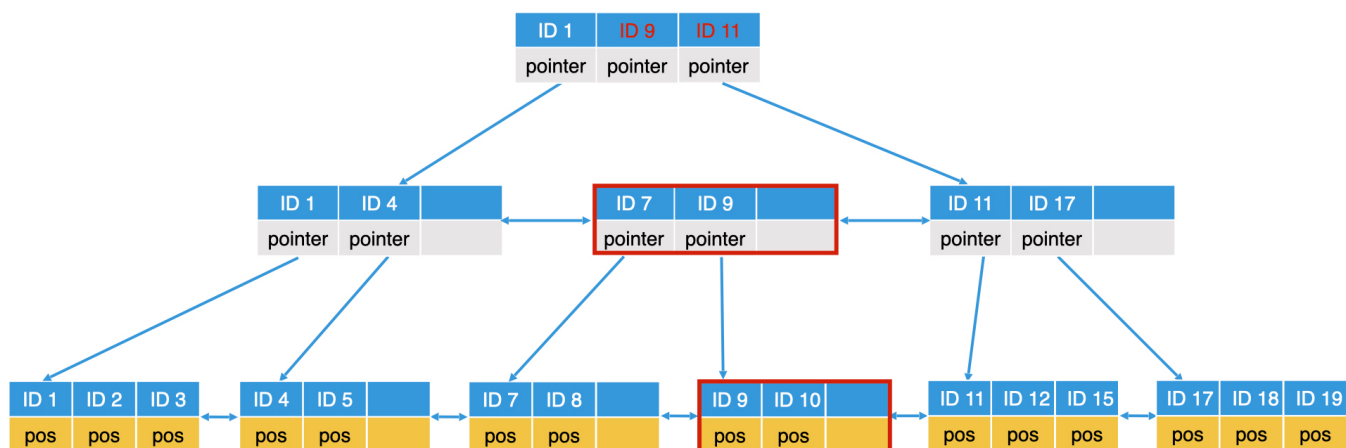 ID 1 ID 9 ID 11
pointer pointer pointer
ID 1 ID 4 ID 7 ID 9 ID 11 ID 17
pointer pointer pointer pointer pointer pointer
ID 1 ID 2 ID 3 ID 4 ID 5 ID 7 ID 8 ID 9 ID 10 ID 11 ID 12 ID 15 ID 17 ID 18 ID 19
pos pos pos pos pos pos pos pos pos pos pos pos pos pos pos